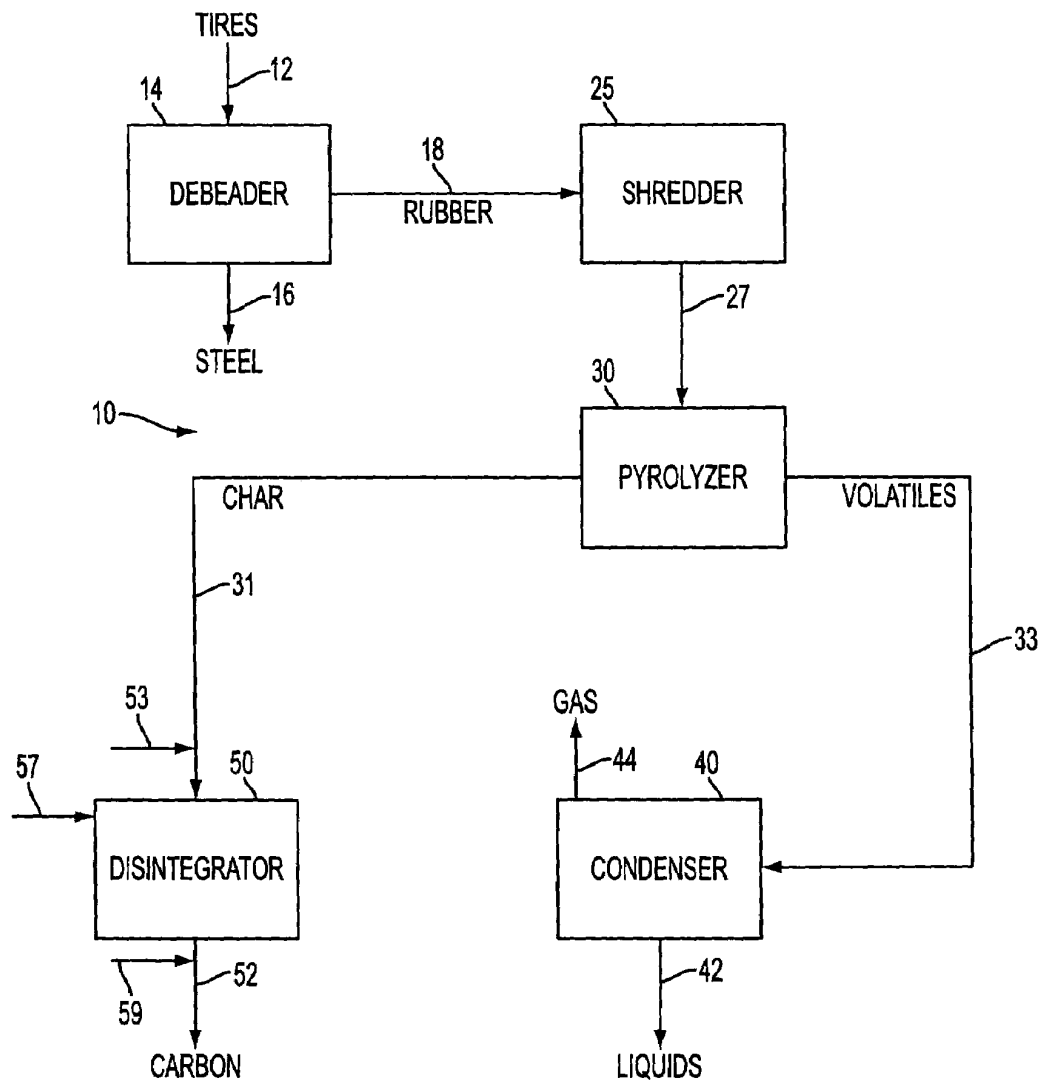 TIRES
12
14
25
DEBEADER
18
RUBBER
SHREDDER
16
27
STEEL
30
10
PYROLYZER
CHAR
VOLATILES
31
33
53
GAS
57
50
44
40
DISINTEGRATOR
CONDENSER
59
52
42
CARBON
LIQUIDS